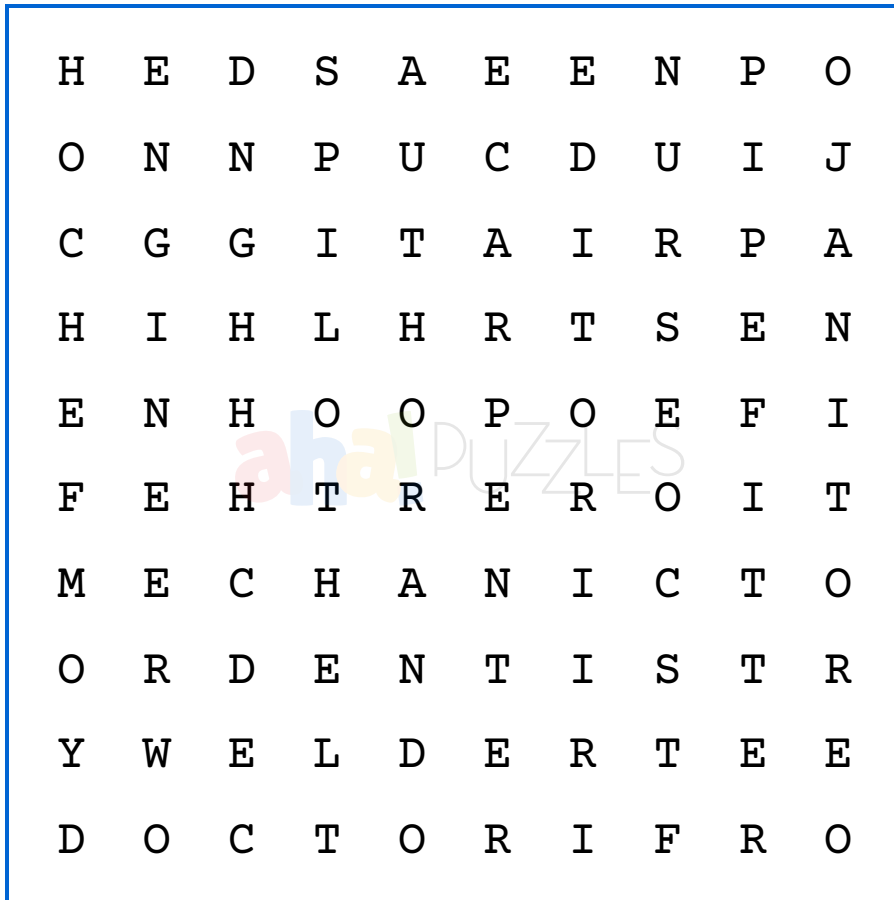 H E D S A E E N P O
O N N P U C D U I J
C G G I T A I R P A
H I H L H R T S E N
E N H O O P O E F I
F E H T R E R O I T
M E C H A N I C T O
O R D E N T I S T R
Y W E L D E R T E E
D O C T O R I F R O
aha! PUZZLES